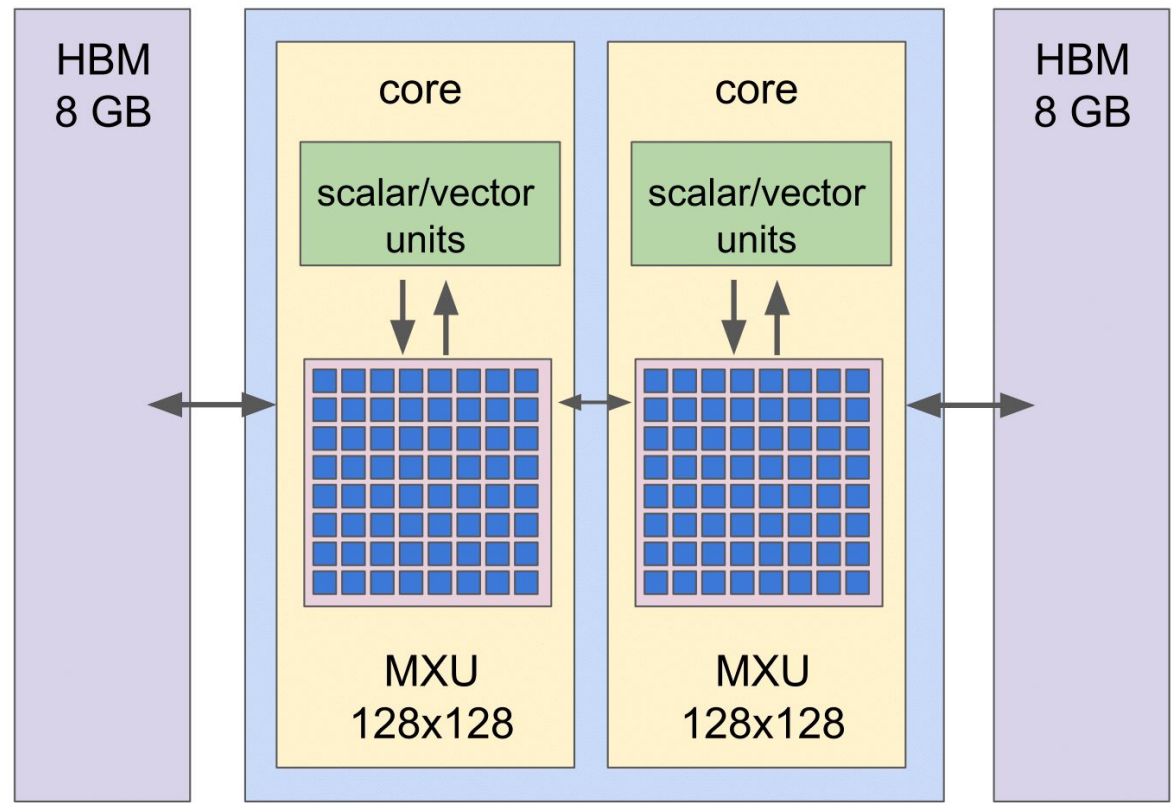 HBM
8 GB
core
scalar/vector
units
MXU
128x128
core
scalar/vector
units
MXU
128x128
HBM
8 GB